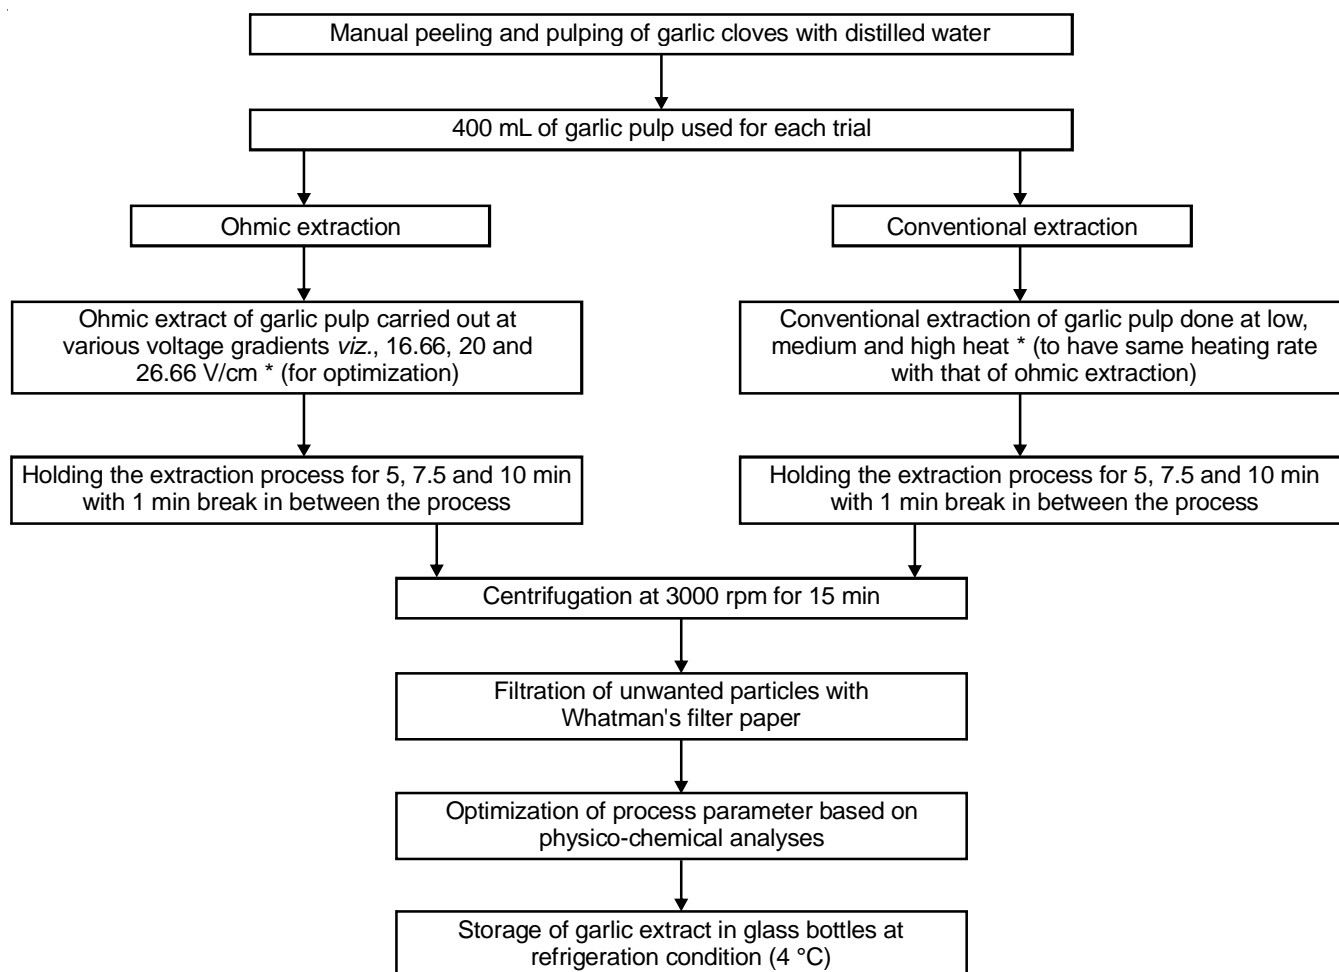 Manual peeling and pulping of garlic cloves with distilled water
400 mL of garlic pulp used for each trial
Ohmic extraction
Conventional extraction
Ohmic extract of garlic pulp carried out at
various voltage gradients viz., 16.66, 20 and
26.66 V/cm * (for optimization)
Conventional extraction of garlic pulp done at low,
medium and high heat * (to have same heating rate
with that of ohmic extraction)
Holding the extraction process for 5, 7.5 and 10 min
with 1 min break in between the process
Holding the extraction process for 5, 7.5 and 10 min
with 1 min break in between the process
Centrifugation at 3000 rpm for 15 min
Filtration of unwanted particles with
Whatman's filter paper
Optimization of process parameter based on
physico-chemical analyses
Storage of garlic extract in glass bottles at
refrigeration condition (4 °C)